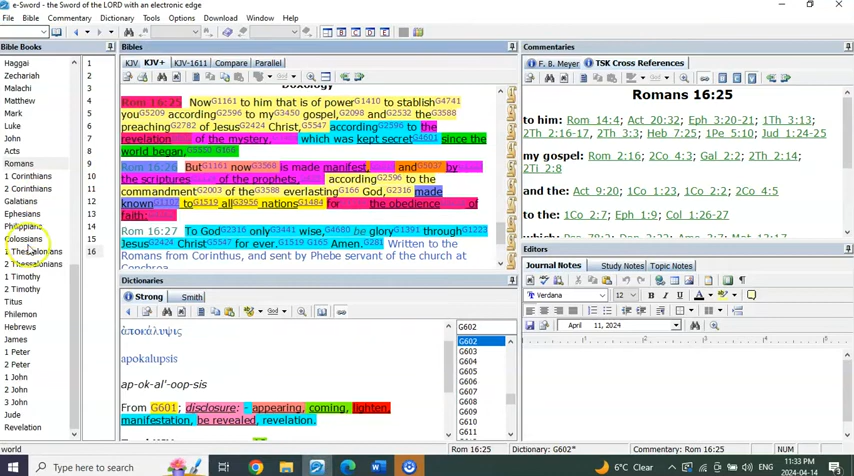 e-Sword - the Sword of the LORD with an electronic edge
File Bible Commentary Dictionary Tools Options Download Window Help
B C D E
Bible Books
Haggai
Zechariah
Malachi
Matthew
Mark
Luke
John
Acts
Romans
1 Corinthians
2 Corinthians
Galatians
Ephesians
Philippians
Colossians
1 Thessalonians
2 Thessalonians
1 Timothy
2 Timothy
Titus
Philemon
Hebrews
James
1 Peter
2 Peter
1 John
2 John
3 John
Jude
Revelation
1
2
3
4
5
6
7
8
9
10
11
12
13
14
15
16
Bibles
KJV KJV+ KJV-1611 Compare Parallel
Doxology
Rom 16:25 Now G1161 to him that is of power G1410 to stablish G4741
you G5209 according G2596 to my G3450 gospel, G2098 and G2532 the G3588
preaching G2782 of Jesus G2424 Christ, G5547 according G2596 to the
revelation G602 of the mystery, G3466 which was kept secret G4601 since the
world began, G5550 G166
Rom 16:26 But G1161 now G3568 is made manifest, G5319 and G5037 by G1223
the scriptures G1124 of the prophets, G4397 according G2596 to the
commandment G2003 of the G3588 everlasting G166 God, G2316 made
known G1107 to G1519 all G3956 nations G1484 for G1519 the obedience G5218 of
faith: G4102
Rom 16:27 To God G2316 only G3441 wise, G4680 be glory G1391 through G1223
Jesus G2424 Christ G5547 for ever. G1519 G165 Amen. G281 Written to the
Romans from Corinthus, and sent by Phebe servant of the church at
Cenchrea.
Dictionaries
Strong Smith
God
ἀποκάλυψις
apokalupsis
ap-ok-al'-oop-sis
From G601; disclosure: - appearing, coming, lighten,
manifestation, be revealed, revelation.
G602
G602
G603
G604
G605
G606
G607
G608
G609
G610
G611
Commentaries
F. B. Meyer TSK Cross References
Romans 16:25
to him: Rom 14:4; Act 20:32; Eph 3:20-21; 1Th 3:13;
2Th 2:16-17, 2Th 3:3; Heb 7:25; 1Pe 5:10; Jud 1:24-25
my gospel: Rom 2:16; 2Co 4:3; Gal 2:2; 2Th 2:14;
2Ti 2:8
and the: Act 9:20; 1Co 1:23, 1Co 2:2; 2Co 4:5
to the: 1Co 2:7; Eph 1:9; Col 1:26-27
Editors
Journal Notes Study Notes Topic Notes
Verdana 12 B I U A
April 11, 2024
world
Rom 16:25 Dictionary: G602* Commentary: Rom 16:25 NUM
Type here to search
6°C Clear ENG 11:33 PM
2024-04-14